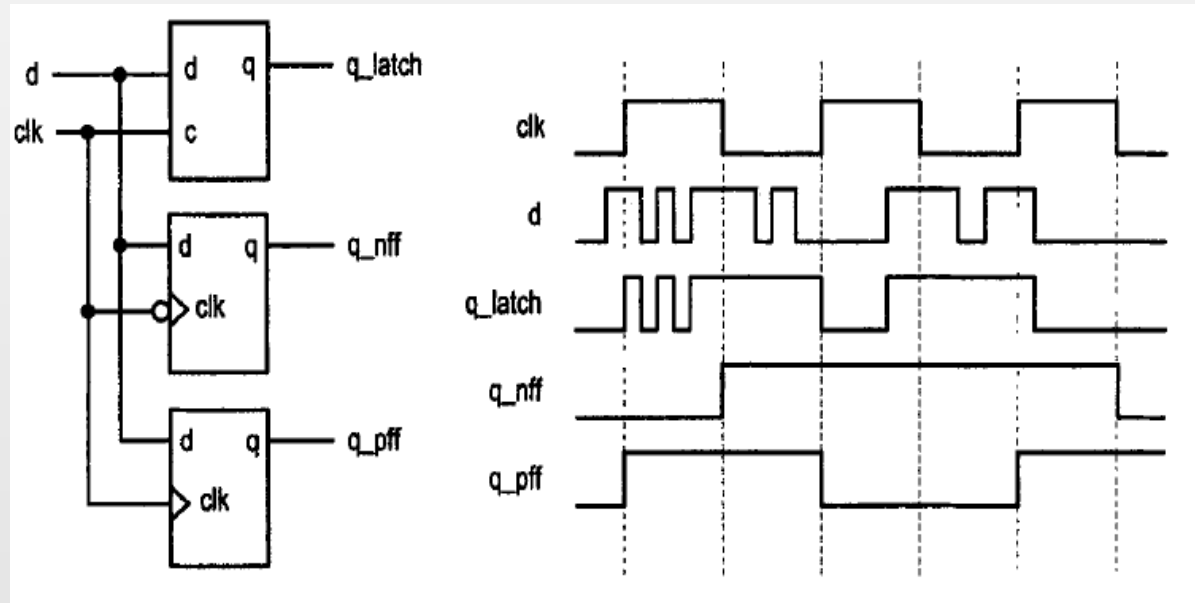 d
d
q
q_latch
clk
c
d
q
q_nff
clk
d
q
q_pff
clk
clk
d
q_latch
q_nff
q_pff